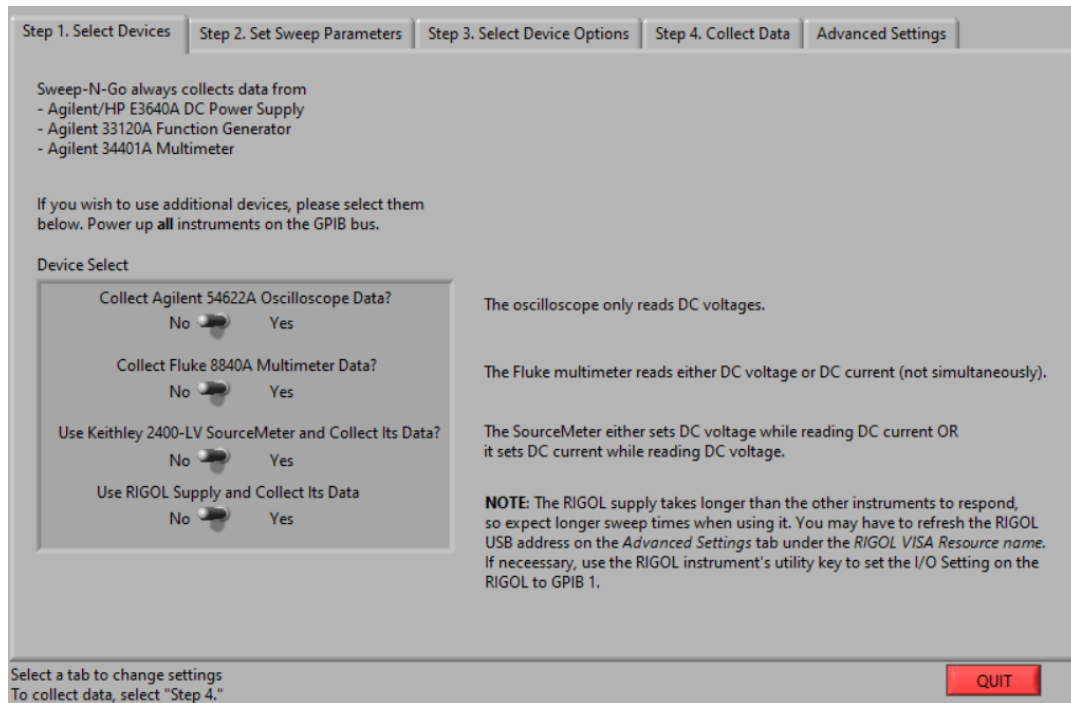 Step 1. Select Devices
Step 2. Set Sweep Parameters
Step 3. Select Device Options
Step 4. Collect Data
Advanced Settings
Sweep-N-Go always collects data from
- Agilent/HP E3640A DC Power Supply
- Agilent 33120A Function Generator
- Agilent 34401A Multimeter
If you wish to use additional devices, please select them
below. Power up all instruments on the GPIB bus.
Device Select
Collect Agilent 54622A Oscilloscope Data?
No Yes
The oscilloscope only reads DC voltages.
Collect Fluke 8840A Multimeter Data?
No Yes
The Fluke multimeter reads either DC voltage or DC current (not simultaneously).
Use Keithley 2400-LV SourceMeter and Collect Its Data?
No Yes
The SourceMeter either sets DC voltage while reading DC current OR
it sets DC current while reading DC voltage.
Use RIGOL Supply and Collect Its Data
No Yes
NOTE: The RIGOL supply takes longer than the other instruments to respond,
so expect longer sweep times when using it. You may have to refresh the RIGOL
USB address on the Advanced Settings tab under the RIGOL VISA Resource name.
If neceessary, use the RIGOL instrument's utility key to set the I/O Setting on the
RIGOL to GPIB 1.
Select a tab to change settings
To collect data, select "Step 4."
QUIT